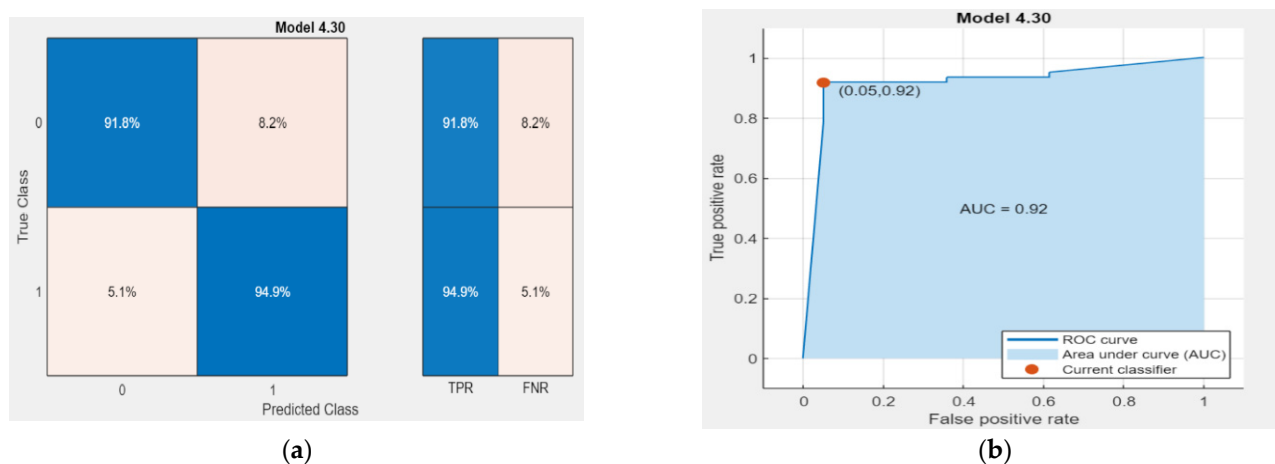 Model 4.30
0
91.8%
8.2%
91.8%
8.2%
True Class
1
5.1%
94.9%
94.9%
5.1%
0
1
TPR
FNR
Predicted Class
(a)
Model 4.30
1
(0.05,0.92)
0.8
0.6
AUC = 0.92
True positive rate
0.4
0.2
ROC curve
Area under curve (AUC)
Current classifier
0
0
0.2
0.4
0.6
0.8
1
False positive rate
(b)